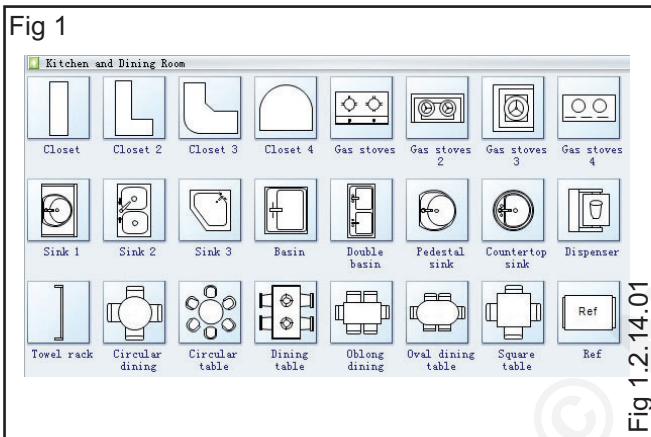 Fig 1
Kitchen and Dining Room
Closet Closet 2 Closet 3 Closet 4 Gas stoves Gas stoves 2 Gas stoves 3 Gas stoves 4
Sink 1 Sink 2 Sink 3 Basin Double basin Pedestal sink Countertop sink Dispenser
Ref
Towel rack Circular dining Circular table Dining table Oblong dining Oval dining table Square table Ref
Fig 1.2.14.01
©